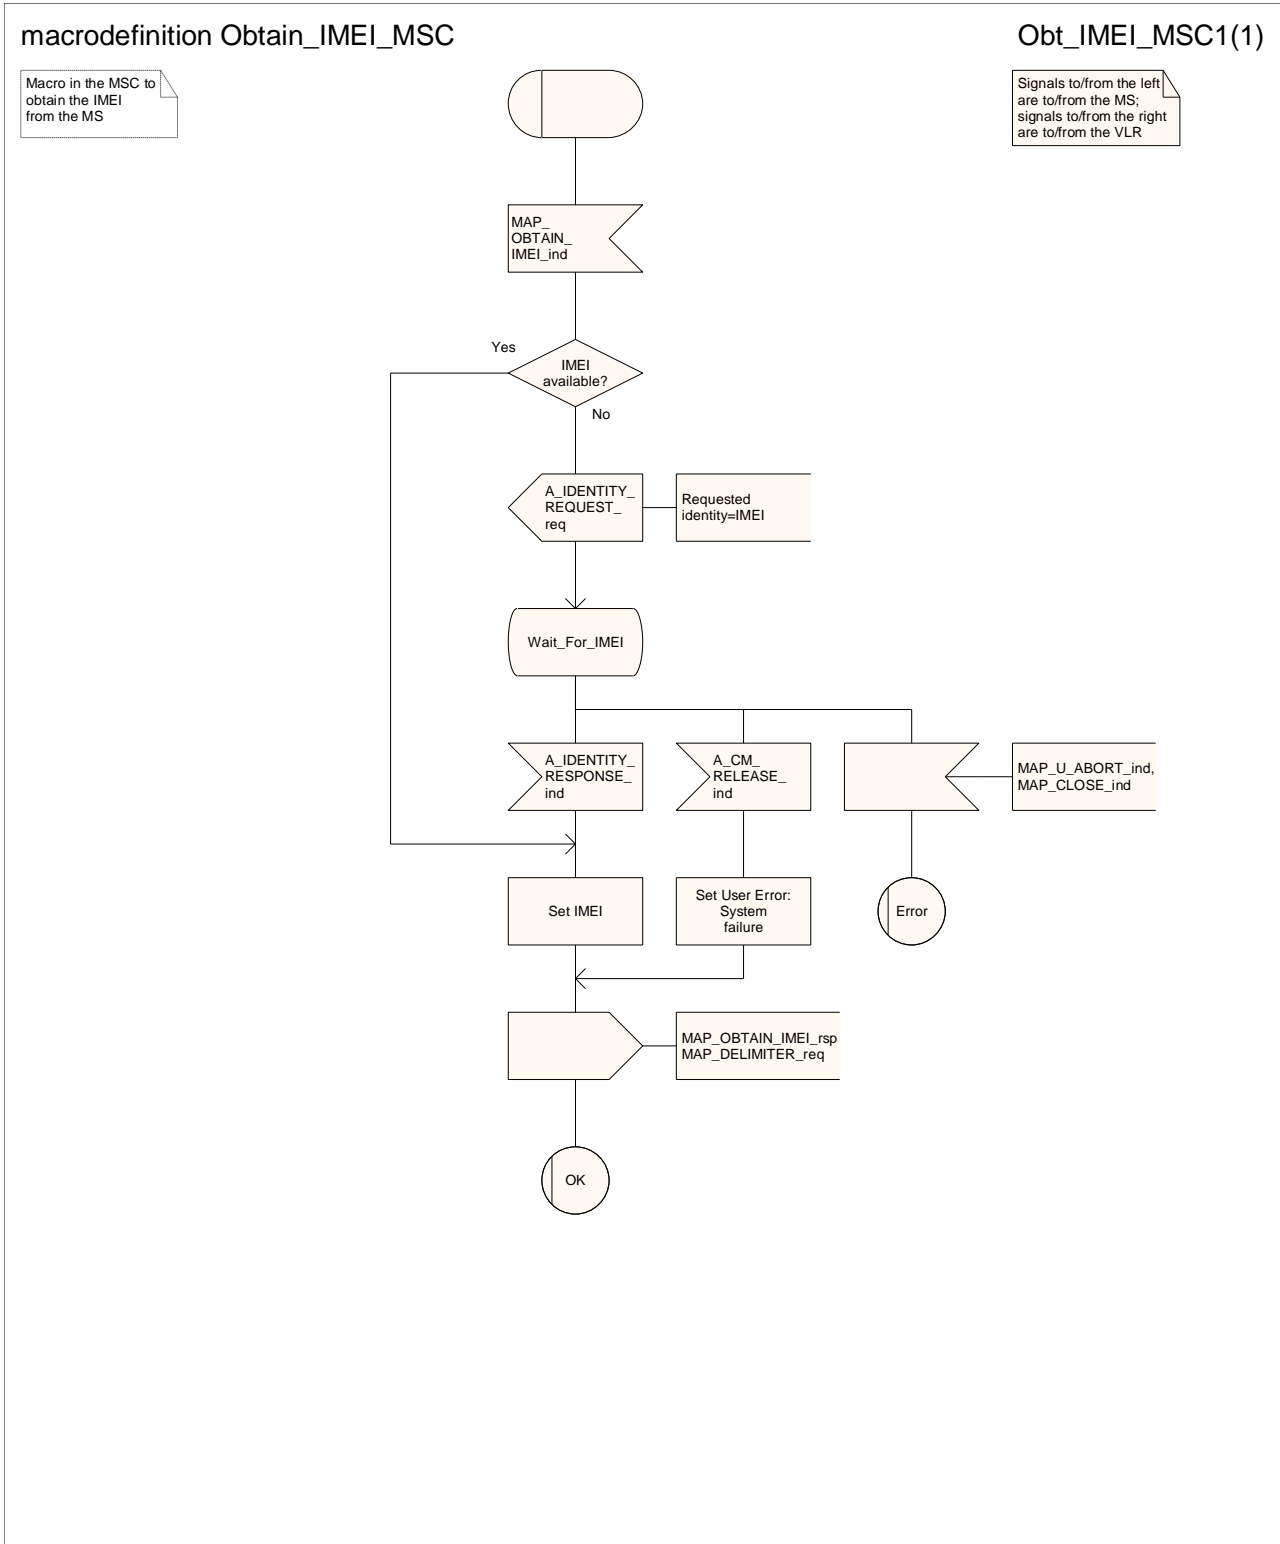 macrodefinition Obtain_IMEI_MSC
Obt_IMEI_MSC1(1)
Macro in the MSC to
obtain the IMEI
from the MS
Signals to/from the left
are to/from the MS;
signals to/from the right
are to/from the VLR
MAP_
OBTAIN_
IMEI_ind
Yes
IMEI
available?
No
A_IDENTITY_
REQUEST_
req
Requested
identity=IMEI
Wait_For_IMEI
A_IDENTITY_
RESPONSE_
ind
A_CM_
RELEASE_
ind
MAP_U_ABORT_ind,
MAP_CLOSE_ind
Set IMEI
Set User Error:
System
failure
Error
MAP_OBTAIN_IMEI_rsp
MAP_DELIMITER_req
OK